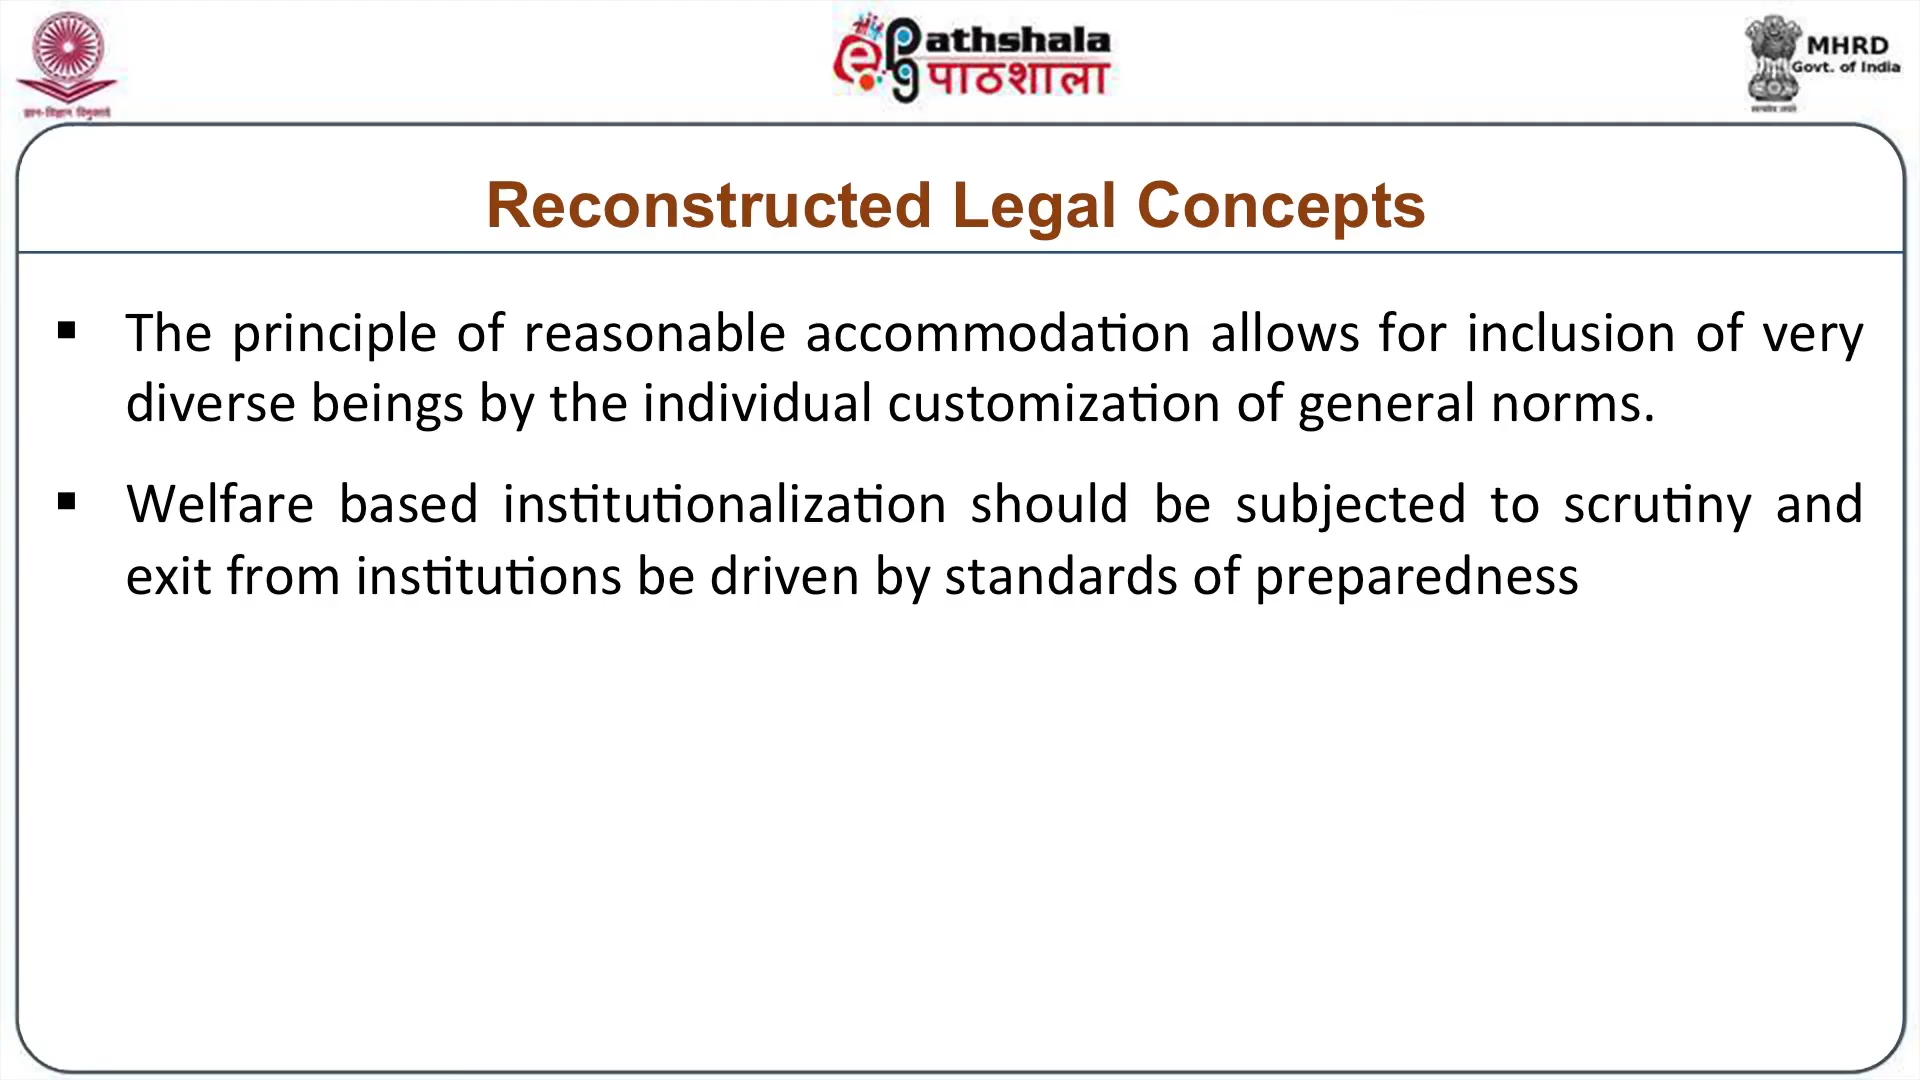 Pathshala
पाठशाला
MHRD
Govt. of India
Reconstructed Legal Concepts
▪ The principle of reasonable accommodation allows for inclusion of very
diverse beings by the individual customization of general norms.
▪ Welfare based institutionalization should be subjected to scrutiny and
exit from institutions be driven by standards of preparedness